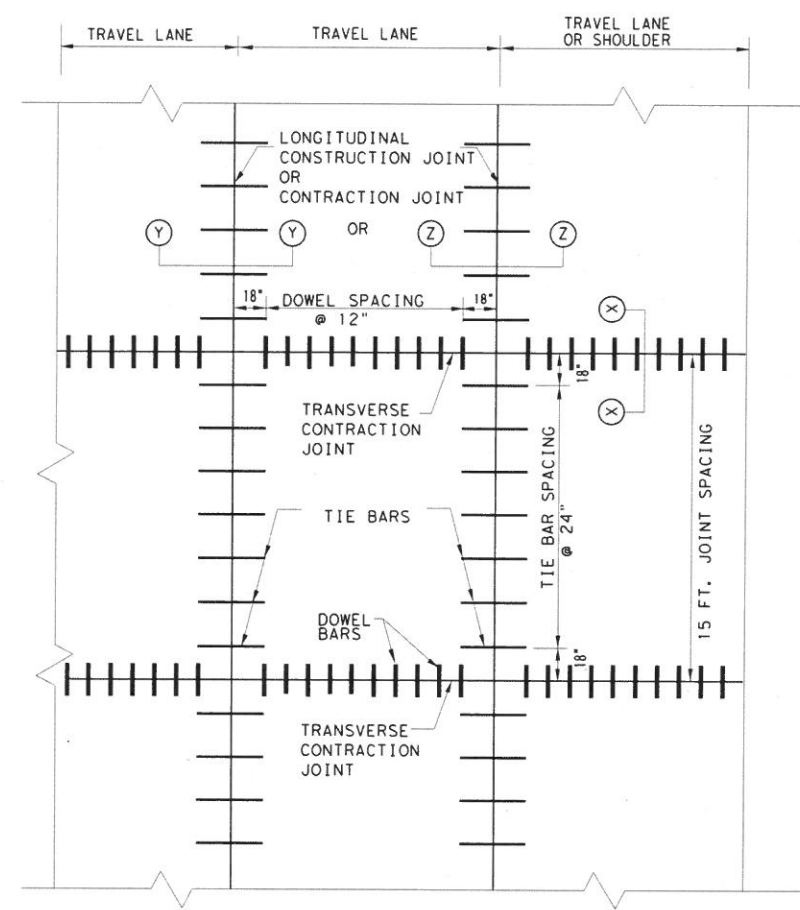 TRAVEL LANE
TRAVEL LANE
TRAVEL LANE
OR SHOULDER
LONGITUDINAL
CONSTRUCTION JOINT
OR
CONTRACTION JOINT
Y
Y
OR
Z
Z
18"
DOWEL SPACING
@ 12"
18"
X
18"
X
TRANSVERSE
CONTRACTION
JOINT
TIE BARS
TIE BAR SPACING
@ 24"
15 FT. JOINT SPACING
DOWEL
BARS
18"
TRANSVERSE
CONTRACTION
JOINT